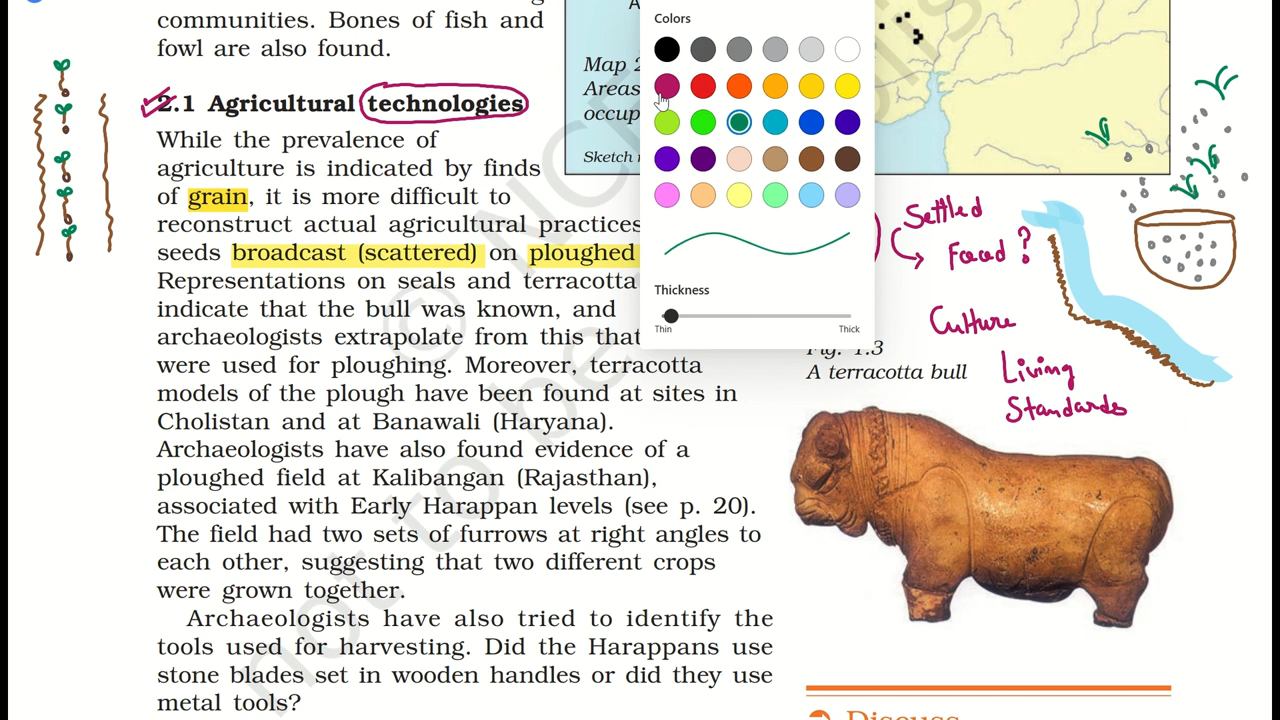 communities. Bones of fish and
fowl are also found.
2.1 Agricultural technologies
While the prevalence of
agriculture is indicated by finds
of grain, it is more difficult to
reconstruct actual agricultural practices
seeds broadcast (scattered) on ploughed
Representations on seals and terracotta
indicate that the bull was known, and
archaeologists extrapolate from this that
were used for ploughing. Moreover, terracotta
models of the plough have been found at sites in
Cholistan and at Banawali (Haryana).
Archaeologists have also found evidence of a
ploughed field at Kalibangan (Rajasthan),
associated with Early Harappan levels (see p. 20).
The field had two sets of furrows at right angles to
each other, suggesting that two different crops
were grown together.
Archaeologists have also tried to identify the
tools used for harvesting. Did the Harappans use
stone blades set in wooden handles or did they use
metal tools?
A
Map 2
Areas
occup
Sketch
Colors
Thickness
Thin
Thick
Settled
Food ?
Culture
Living
Standards
Fig. 1.3
A terracotta bull
Discuss
© NC
not to be